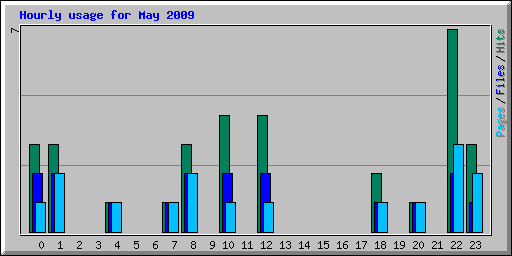 Hourly usage for May 2009
7
Pages/Files/Hits
0 1 2 3 4 5 6 7 8 9 10 11 12 13 14 15 16 17 18 19 20 21 22 23